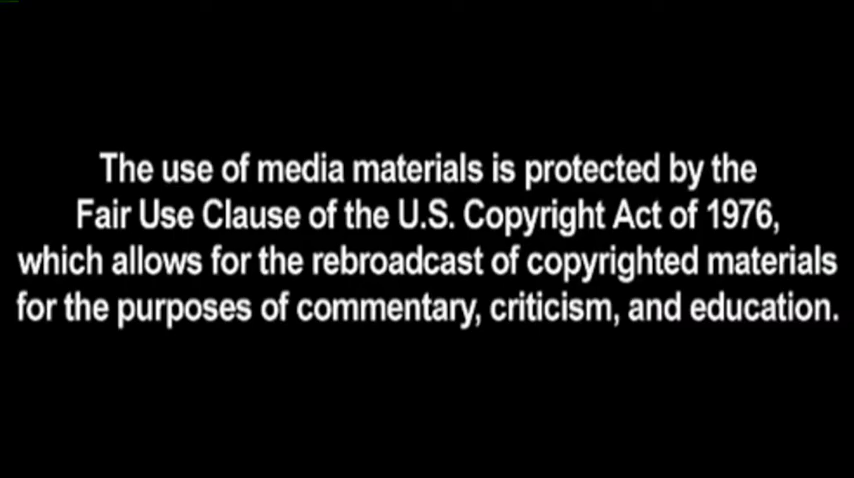 The use of media materials is protected by the
Fair Use Clause of the U.S. Copyright Act of 1976,
which allows for the rebroadcast of copyrighted materials
for the purposes of commentary, criticism, and education.